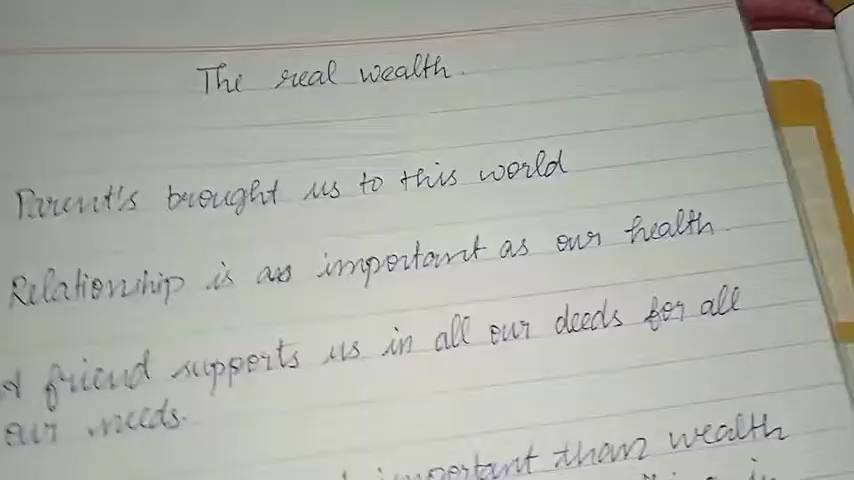 The real wealth.
Parent's brought us to this world
Relationship is as important as our health.
A friend supports us in all our deeds for all
our needs.
important than wealth
in